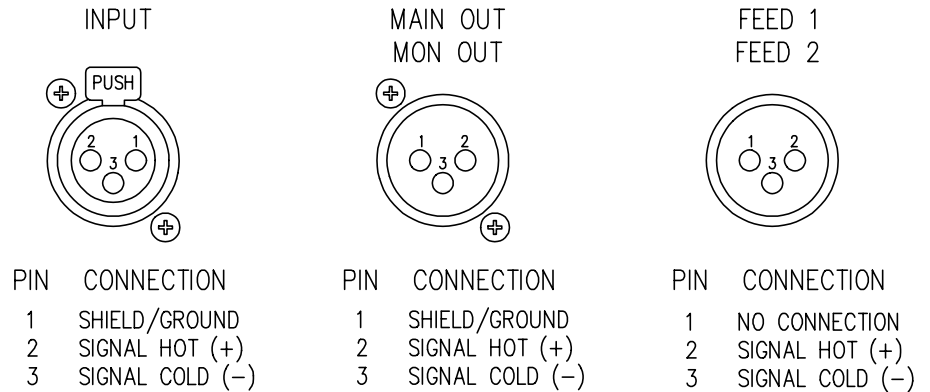 INPUT
PUSH
2 1
3
PIN CONNECTION
1 SHIELD/GROUND
2 SIGNAL HOT (+)
3 SIGNAL COLD (−)
MAIN OUT
MON OUT
1 2
3
PIN CONNECTION
1 SHIELD/GROUND
2 SIGNAL HOT (+)
3 SIGNAL COLD (−)
FEED 1
FEED 2
1 2
3
PIN CONNECTION
1 NO CONNECTION
2 SIGNAL HOT (+)
3 SIGNAL COLD (−)